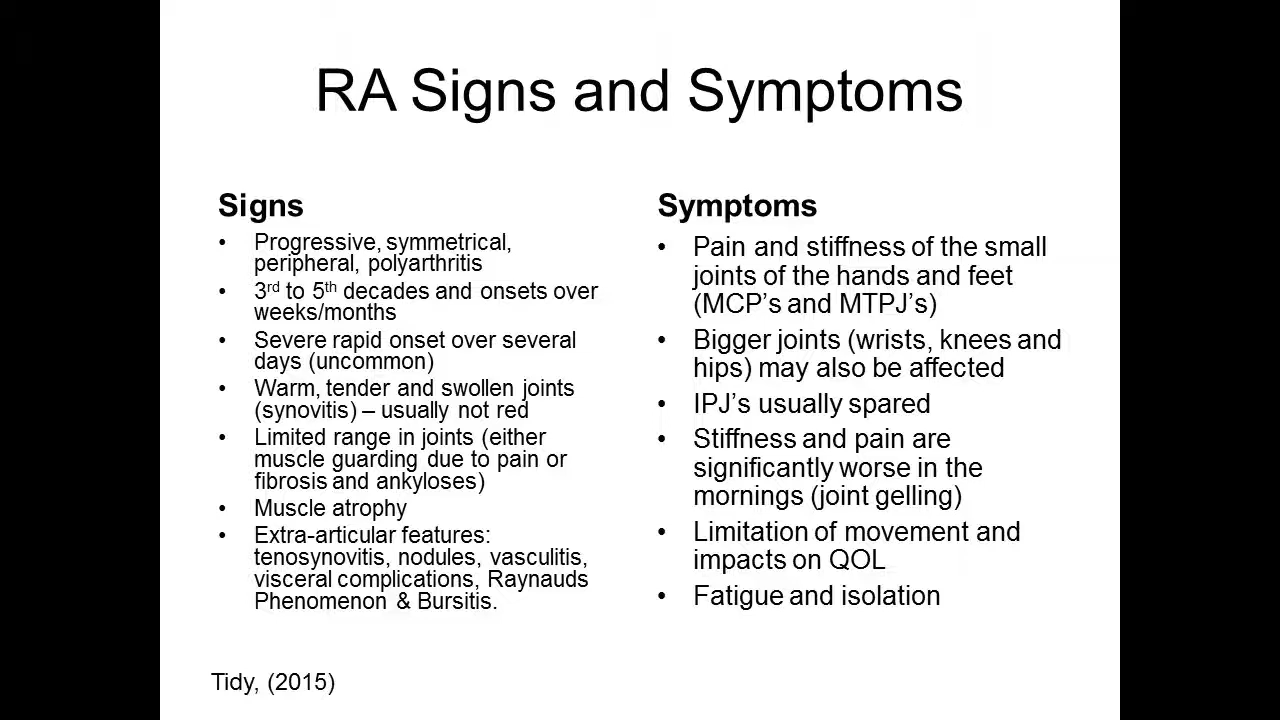 RA Signs and Symptoms
Signs
• Progressive, symmetrical,
peripheral, polyarthritis
• 3rd to 5th decades and onsets over
weeks/months
• Severe rapid onset over several
days (uncommon)
• Warm, tender and swollen joints
(synovitis) – usually not red
• Limited range in joints (either
muscle guarding due to pain or
fibrosis and ankyloses)
• Muscle atrophy
• Extra-articular features:
tenosynovitis, nodules, vasculitis,
visceral complications, Raynauds
Phenomenon & Bursitis.
Symptoms
• Pain and stiffness of the small
joints of the hands and feet
(MCP's and MTPJ's)
• Bigger joints (wrists, knees and
hips) may also be affected
• IPJ's usually spared
• Stiffness and pain are
significantly worse in the
mornings (joint gelling)
• Limitation of movement and
impacts on QOL
• Fatigue and isolation
Tidy, (2015)